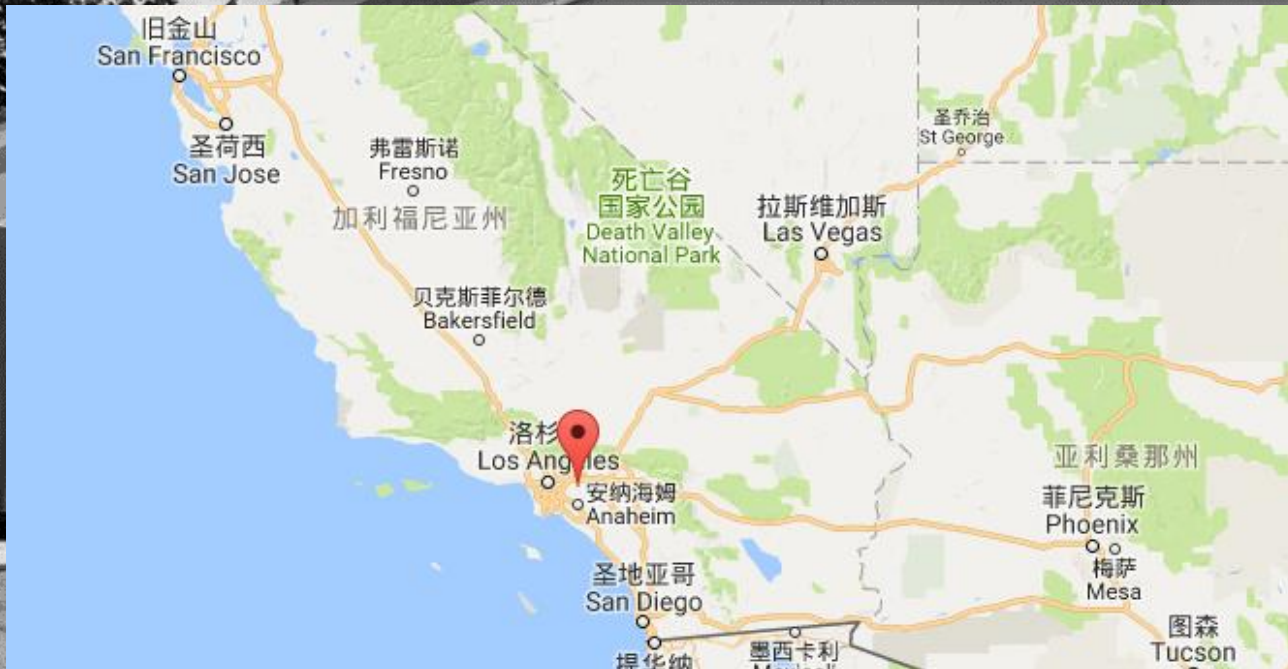 旧金山
San Francisco
圣荷西
San Jose
弗雷斯诺
Fresno
加利福尼亚州
死亡谷
国家公园
Death Valley
National Park
拉斯维加斯
Las Vegas
圣乔治
St George
贝克斯菲尔德
Bakersfield
洛杉
Los Angeles
安纳海姆
Anaheim
亚利桑那州
菲尼克斯
Phoenix
梅萨
Mesa
圣地亚哥
San Diego
提华纳
墨西卡利
图森
Tucson